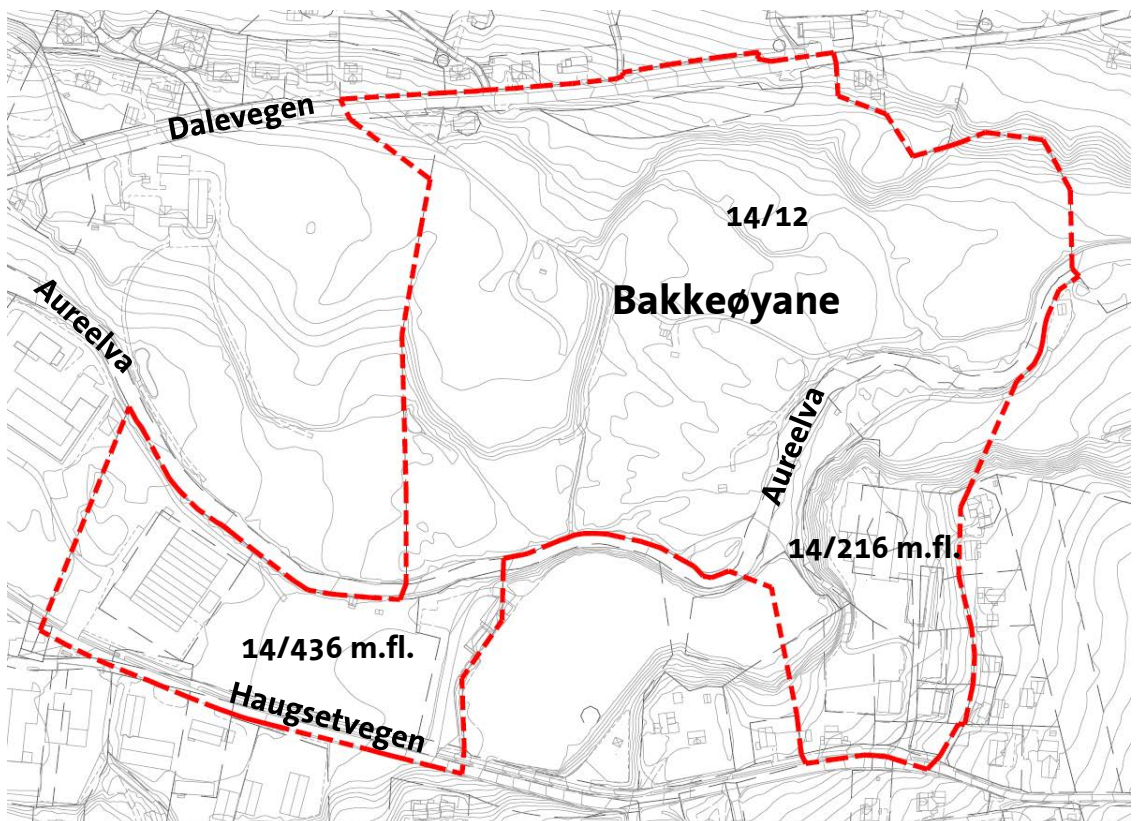 Dalevegen
14/12
Bakkeøyane
Aureelva
Aureelva
14/216 m.fl.
14/436 m.fl.
Haugsetvegen